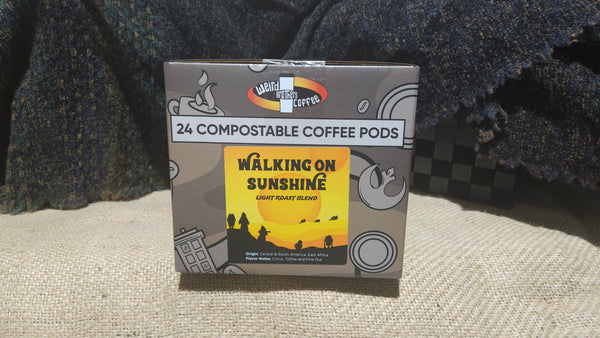 Weird
Brothers
Coffee
24 COMPOSTABLE COFFEE PODS
WALKING ON
SUNSHINE
LIGHT ROAST BLEND
Origin: Central & South America, East Africa
Flavor Notes: Citrus, Toffee and Pine Nut